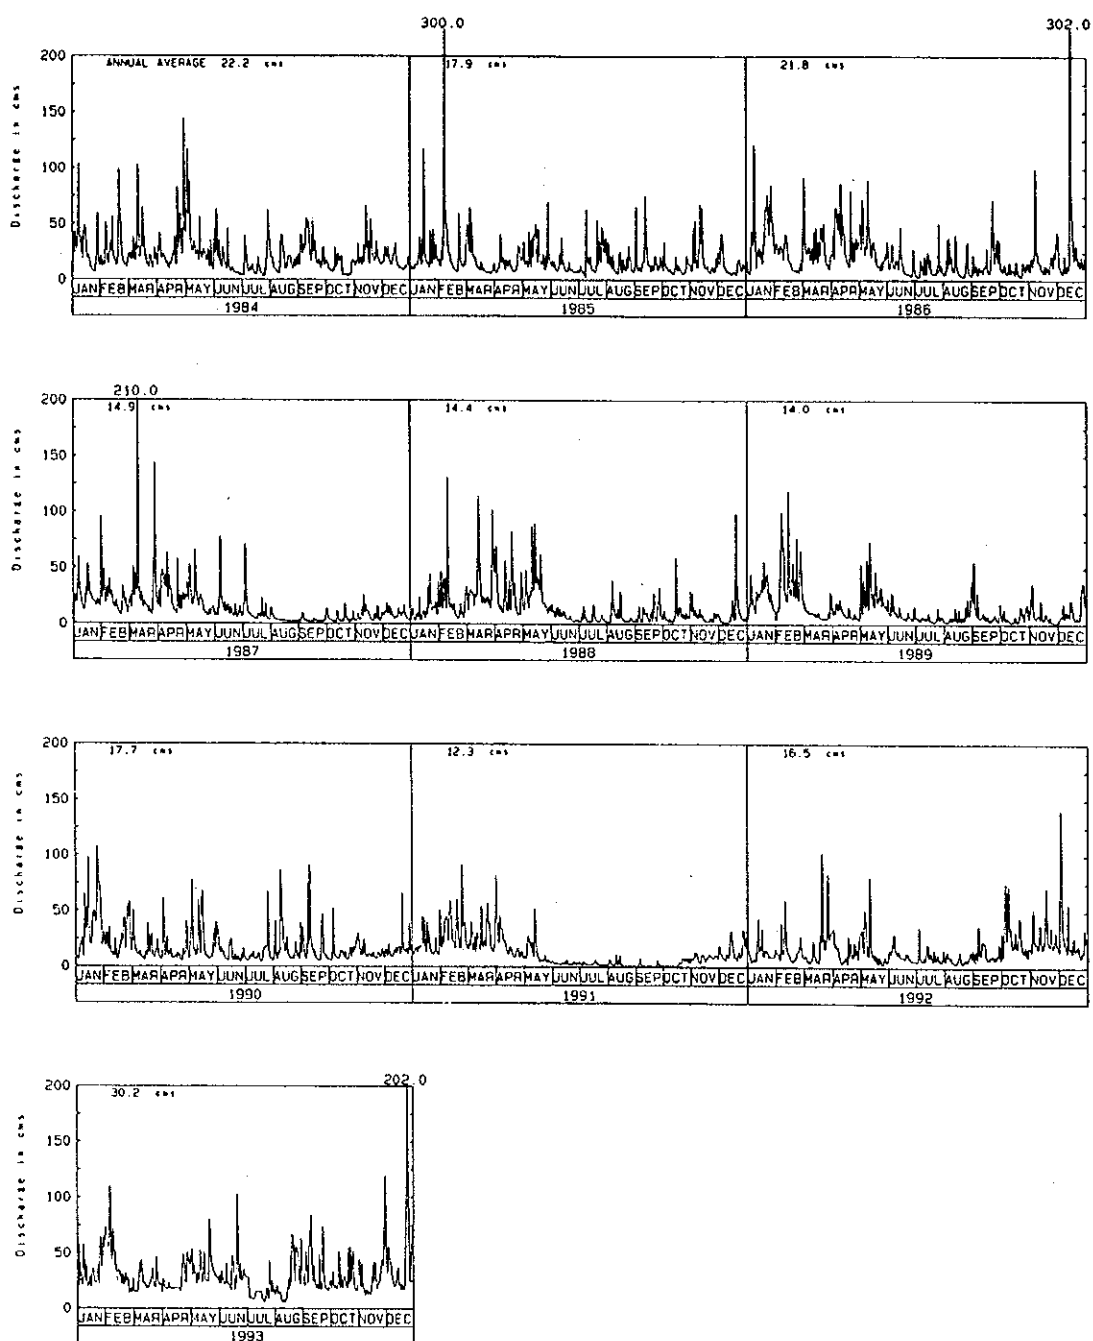 300.0 302.0
200 ANNUAL AVERAGE 22.2 cms 17.9 cms 21.8 cms
150
100
50
0
Discharge in cms
JAN FEB MAR APR MAY JUN JUL AUG SEP OCT NOV DEC JAN FEB MAR APR MAY JUN JUL AUG SEP OCT NOV DEC JAN FEB MAR APR MAY JUN JUL AUG SEP OCT NOV DEC
1984 1985 1986
210.0
200 14.9 cms 14.4 cms 14.0 cms
150
100
50
0
Discharge in cms
JAN FEB MAR APR MAY JUN JUL AUG SEP OCT NOV DEC JAN FEB MAR APR MAY JUN JUL AUG SEP OCT NOV DEC JAN FEB MAR APR MAY JUN JUL AUG SEP OCT NOV DEC
1987 1988 1989
200 17.7 cms 12.3 cms 16.5 cms
150
100
50
0
Discharge in cms
JAN FEB MAR APR MAY JUN JUL AUG SEP OCT NOV DEC JAN FEB MAR APR MAY JUN JUL AUG SEP OCT NOV DEC JAN FEB MAR APR MAY JUN JUL AUG SEP OCT NOV DEC
1990 1991 1992
202.0
200 30.2 cms
150
100
50
0
Discharge in cms
JAN FEB MAR APR MAY JUN JUL AUG SEP OCT NOV DEC
1993